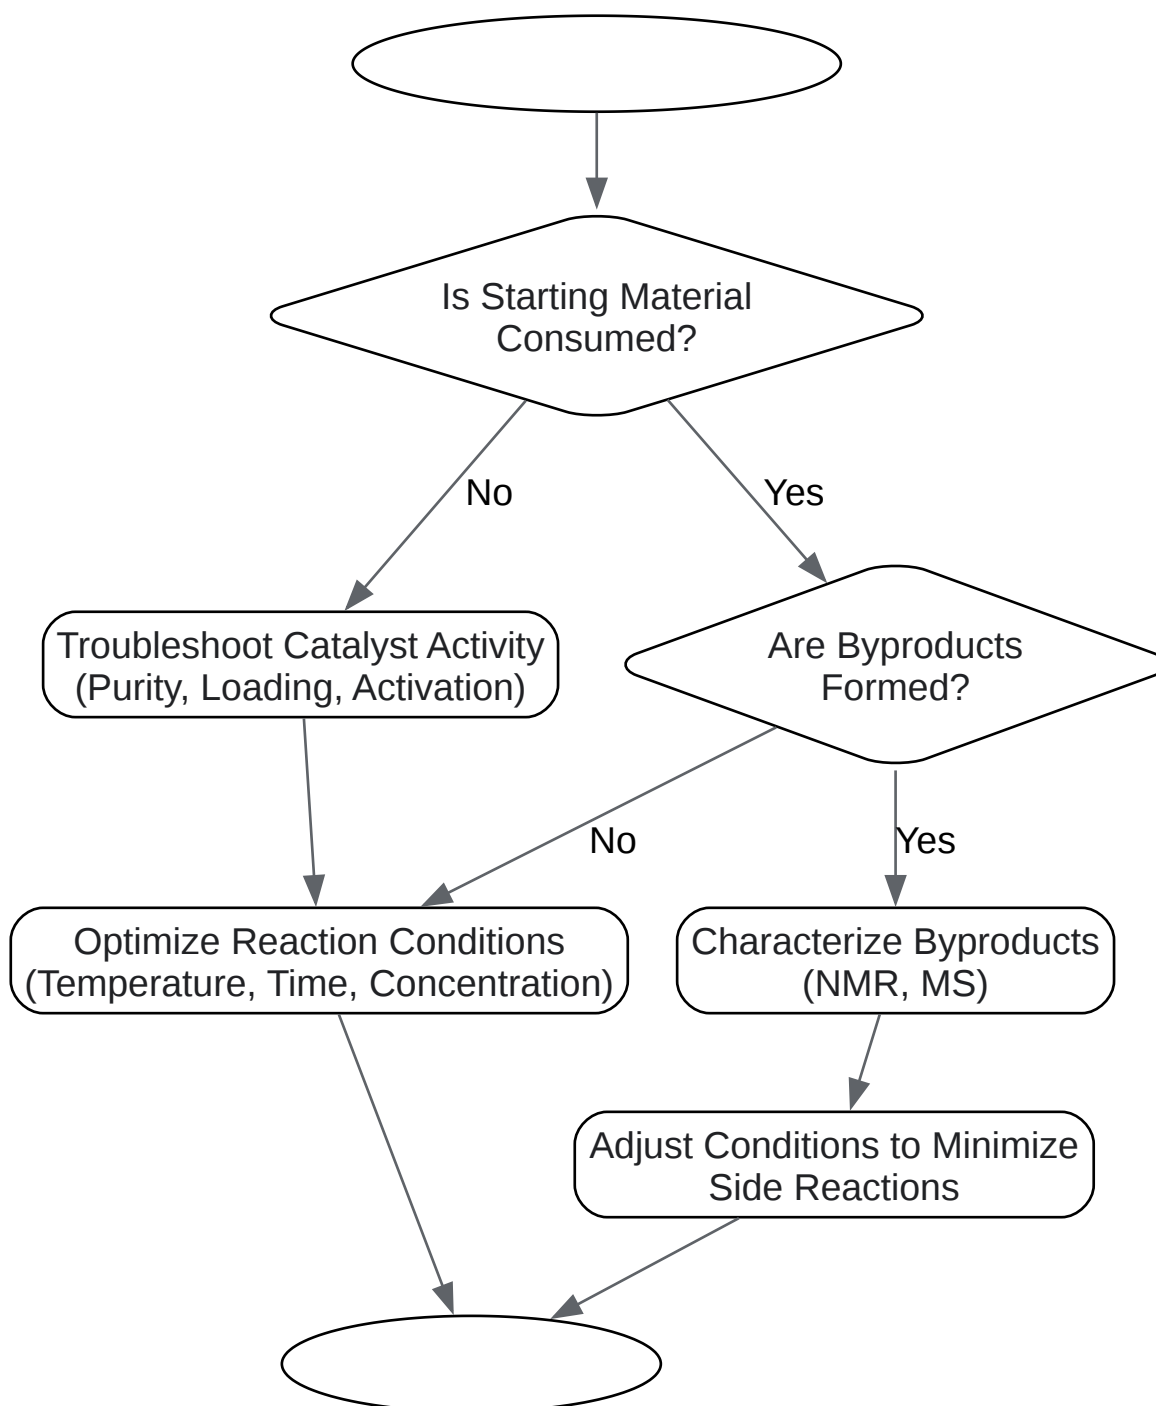 Is Starting Material
Consumed?
No
Yes
Troubleshoot Catalyst Activity
(Purity, Loading, Activation)
Are Byproducts
Formed?
No
Yes
Optimize Reaction Conditions
(Temperature, Time, Concentration)
Characterize Byproducts
(NMR, MS)
Adjust Conditions to Minimize
Side Reactions